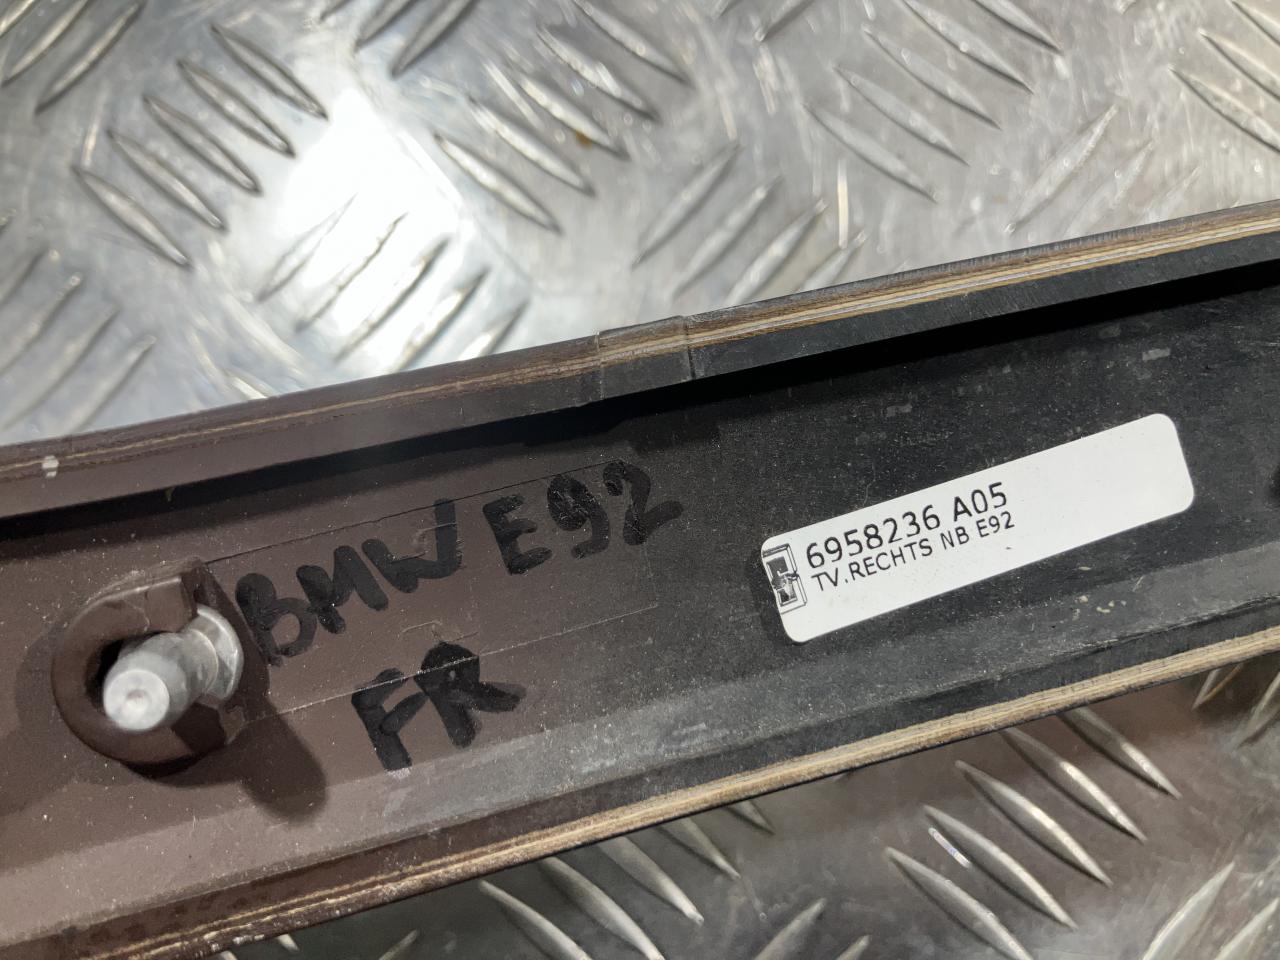 BMW E92
FR
6958236 A05
TV.RECHTS NB E92